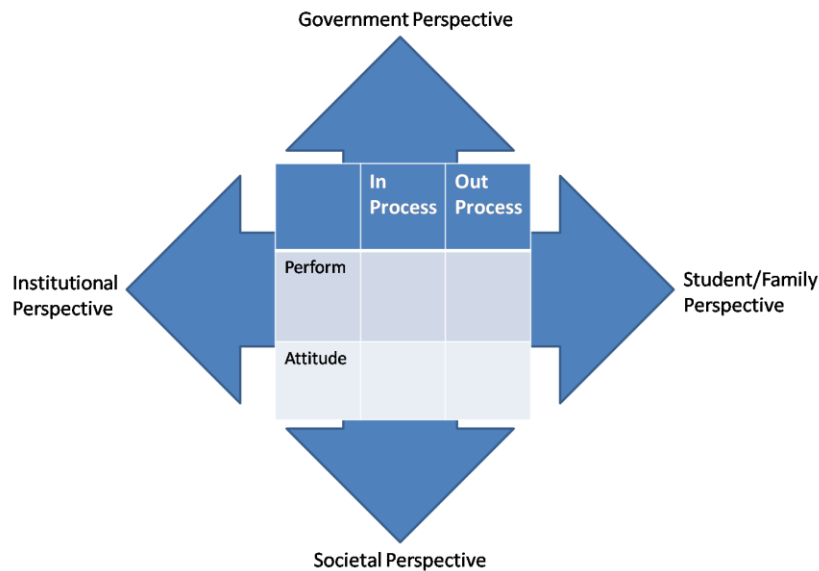 Government Perspective
In
Process
Out
Process
Perform
Institutional
Perspective
Student/Family
Perspective
Attitude
Societal Perspective